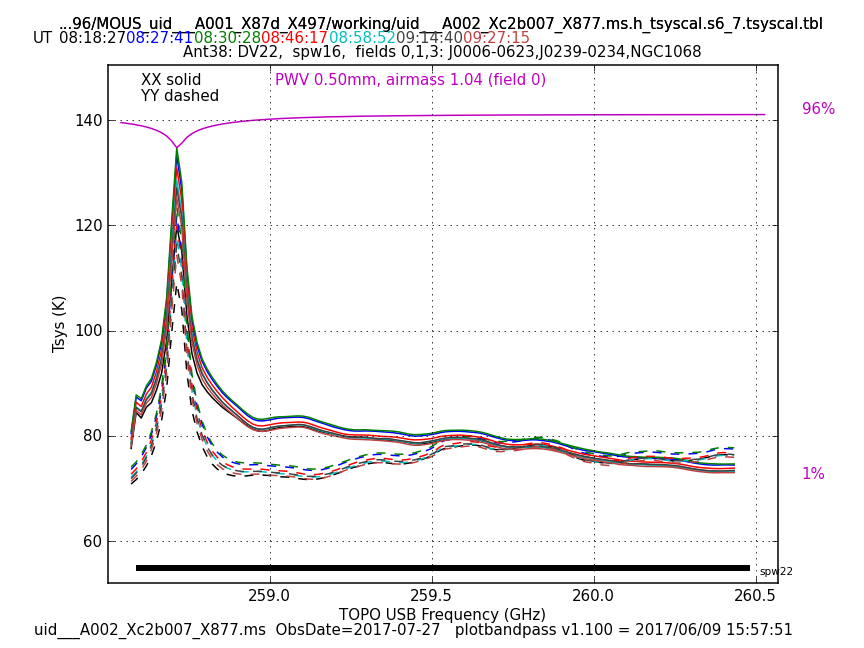 ...96/MOUS_uid___A001_X87d_X497/working/uid___A002_Xc2b007_X877.ms.h_tsyscal.s6_7.tsyscal.tbl
UT 08:18:27 08:27:41 08:30:28 08:46:17 08:58:52 09:14:40 09:27:15
Ant38: DV22,  spw16,  fields 0,1,3: J0006-0623,J0239-0234,NGC1068
XX solid
YY dashed
PWV 0.50mm, airmass 1.04 (field 0)
96%
1%
140
120
100
80
60
Tsys (K)
spw22
259.0 259.5 260.0 260.5
TOPO USB Frequency (GHz)
uid___A002_Xc2b007_X877.ms  ObsDate=2017-07-27   plotbandpass v1.100 = 2017/06/09 15:57:51